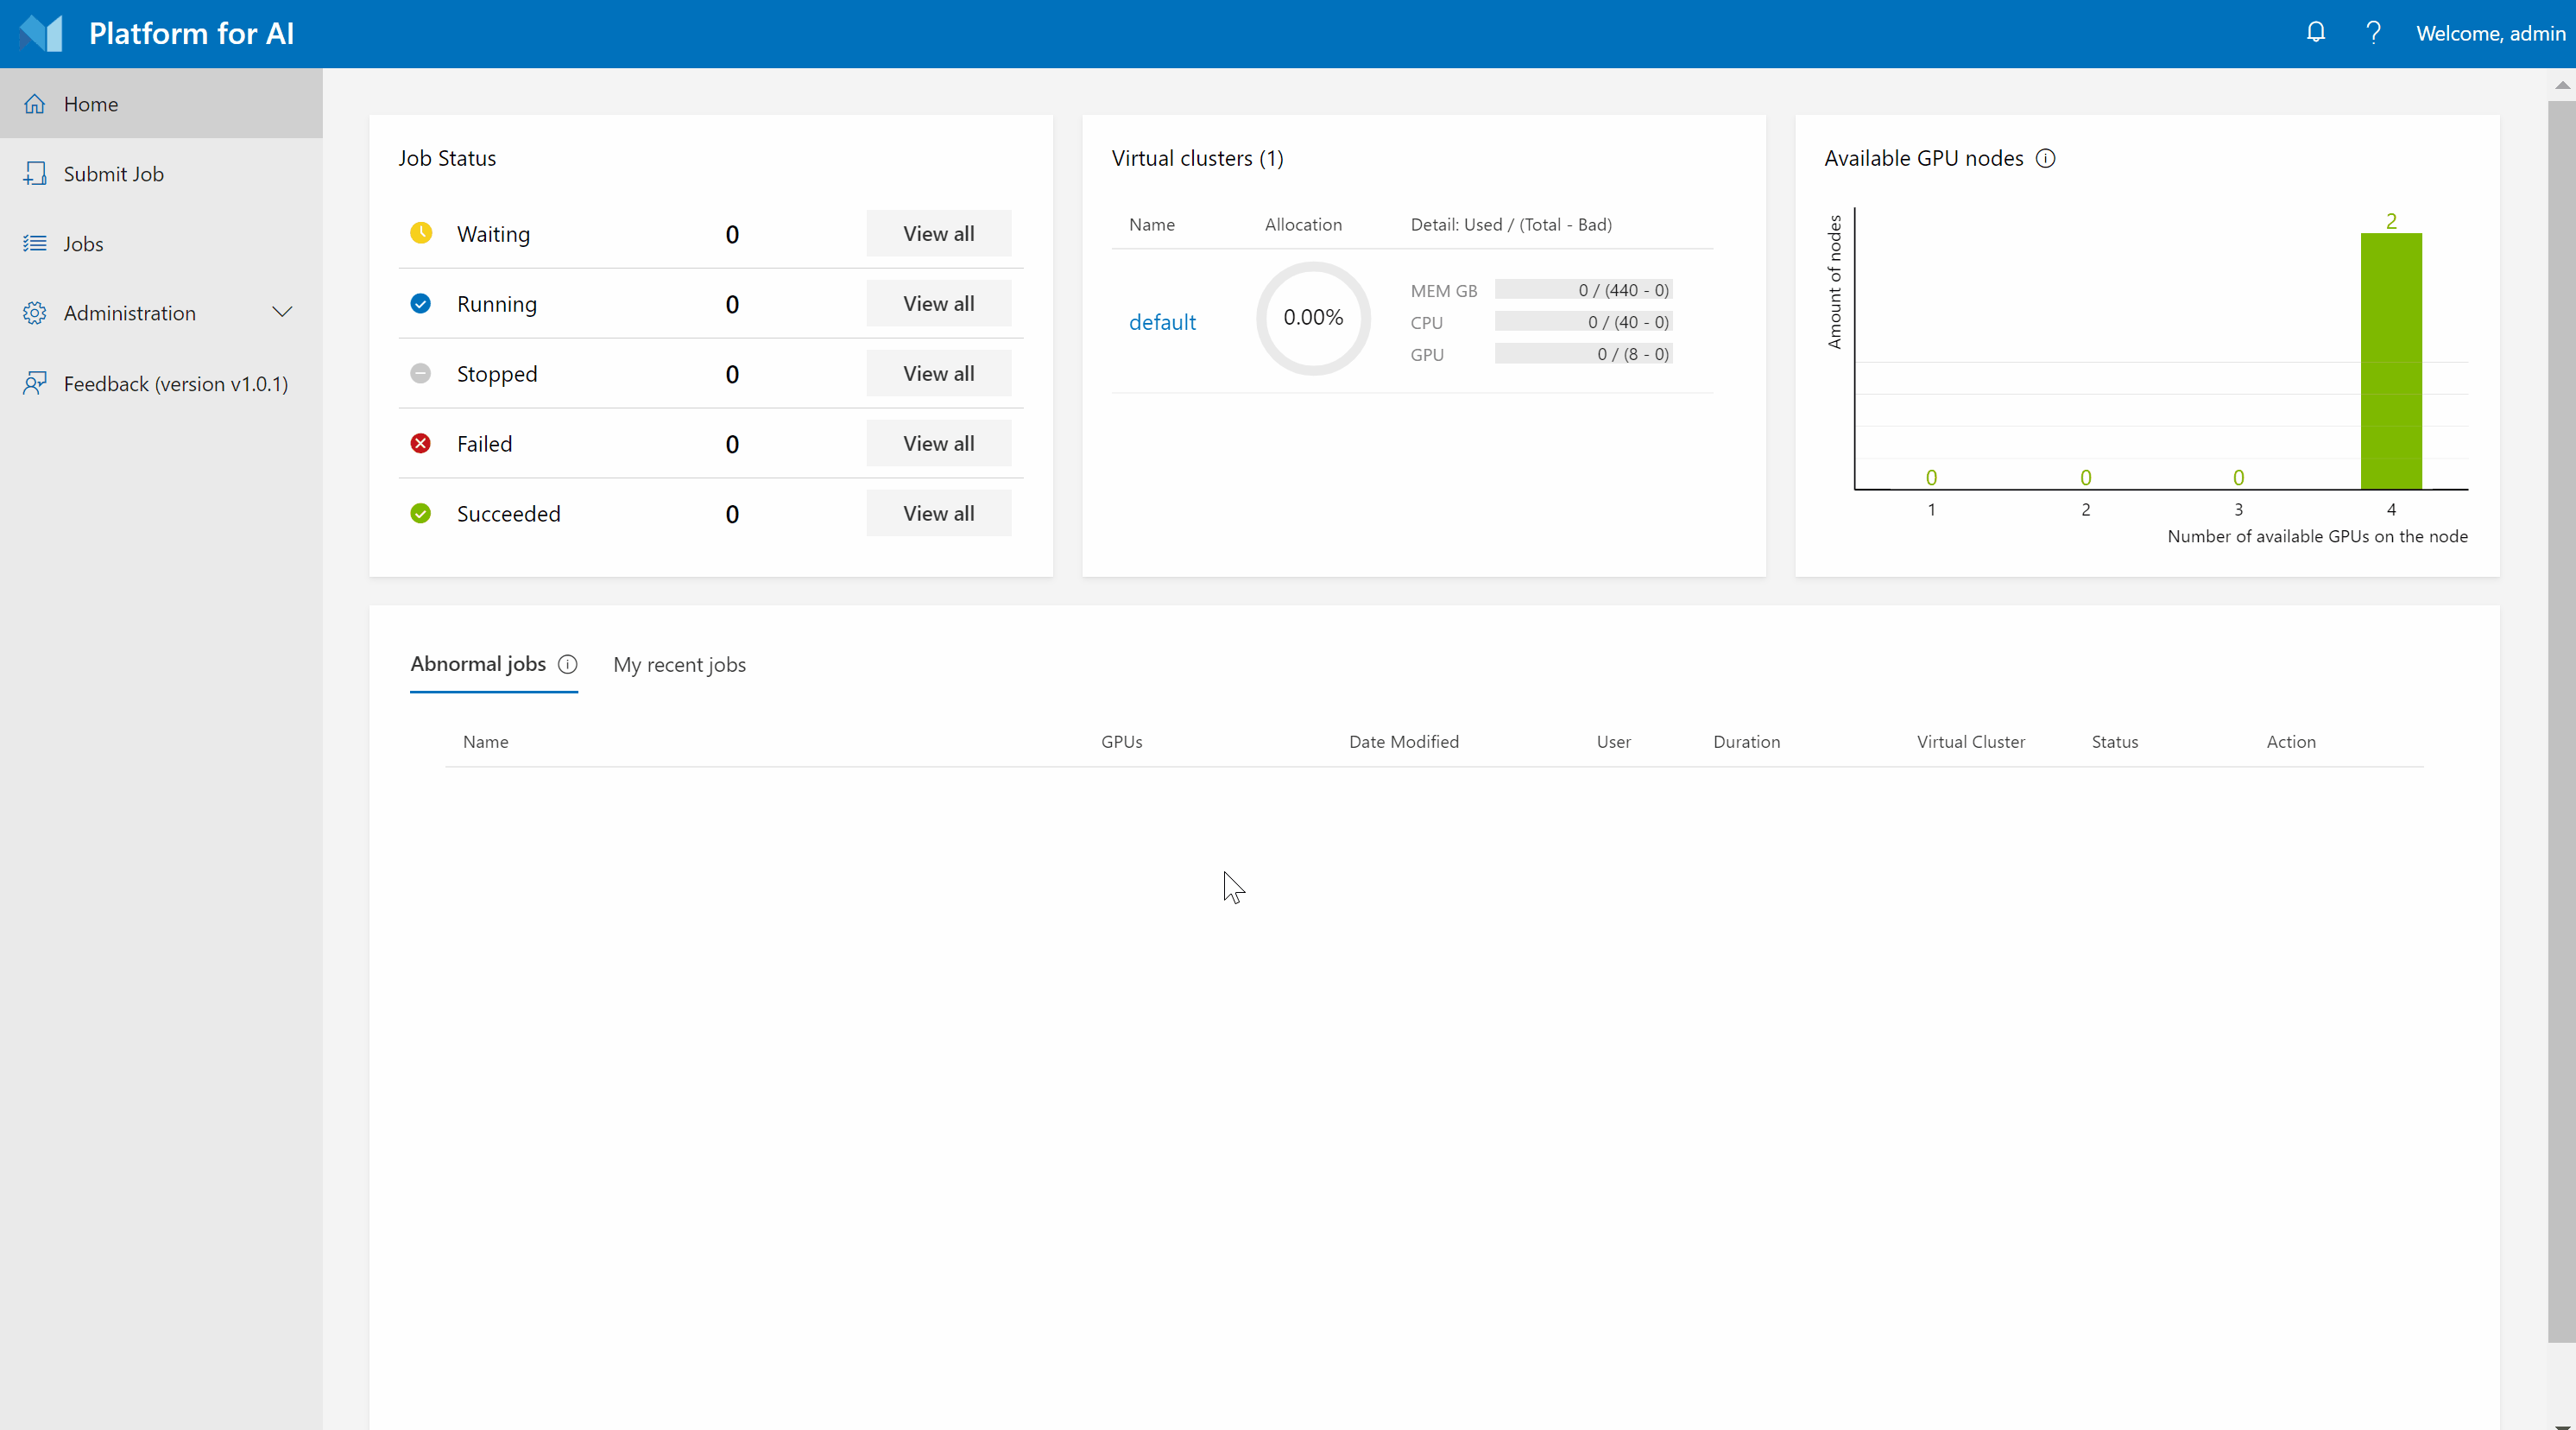 Platform for AI
Welcome, admin
Home
Submit Job
Jobs
Administration
Feedback (version v1.0.1)
Job Status
Waiting 0 View all
Running 0 View all
Stopped 0 View all
Failed 0 View all
Succeeded 0 View all
Virtual clusters (1)
Name Allocation Detail: Used / (Total - Bad)
default
0.00%
MEM GB 0 / (440 - 0)
CPU 0 / (40 - 0)
GPU 0 / (8 - 0)
Available GPU nodes
Amount of nodes
2
0 0 0
1 2 3 4
Number of available GPUs on the node
Abnormal jobs My recent jobs
Name GPUs Date Modified User Duration Virtual Cluster Status Action